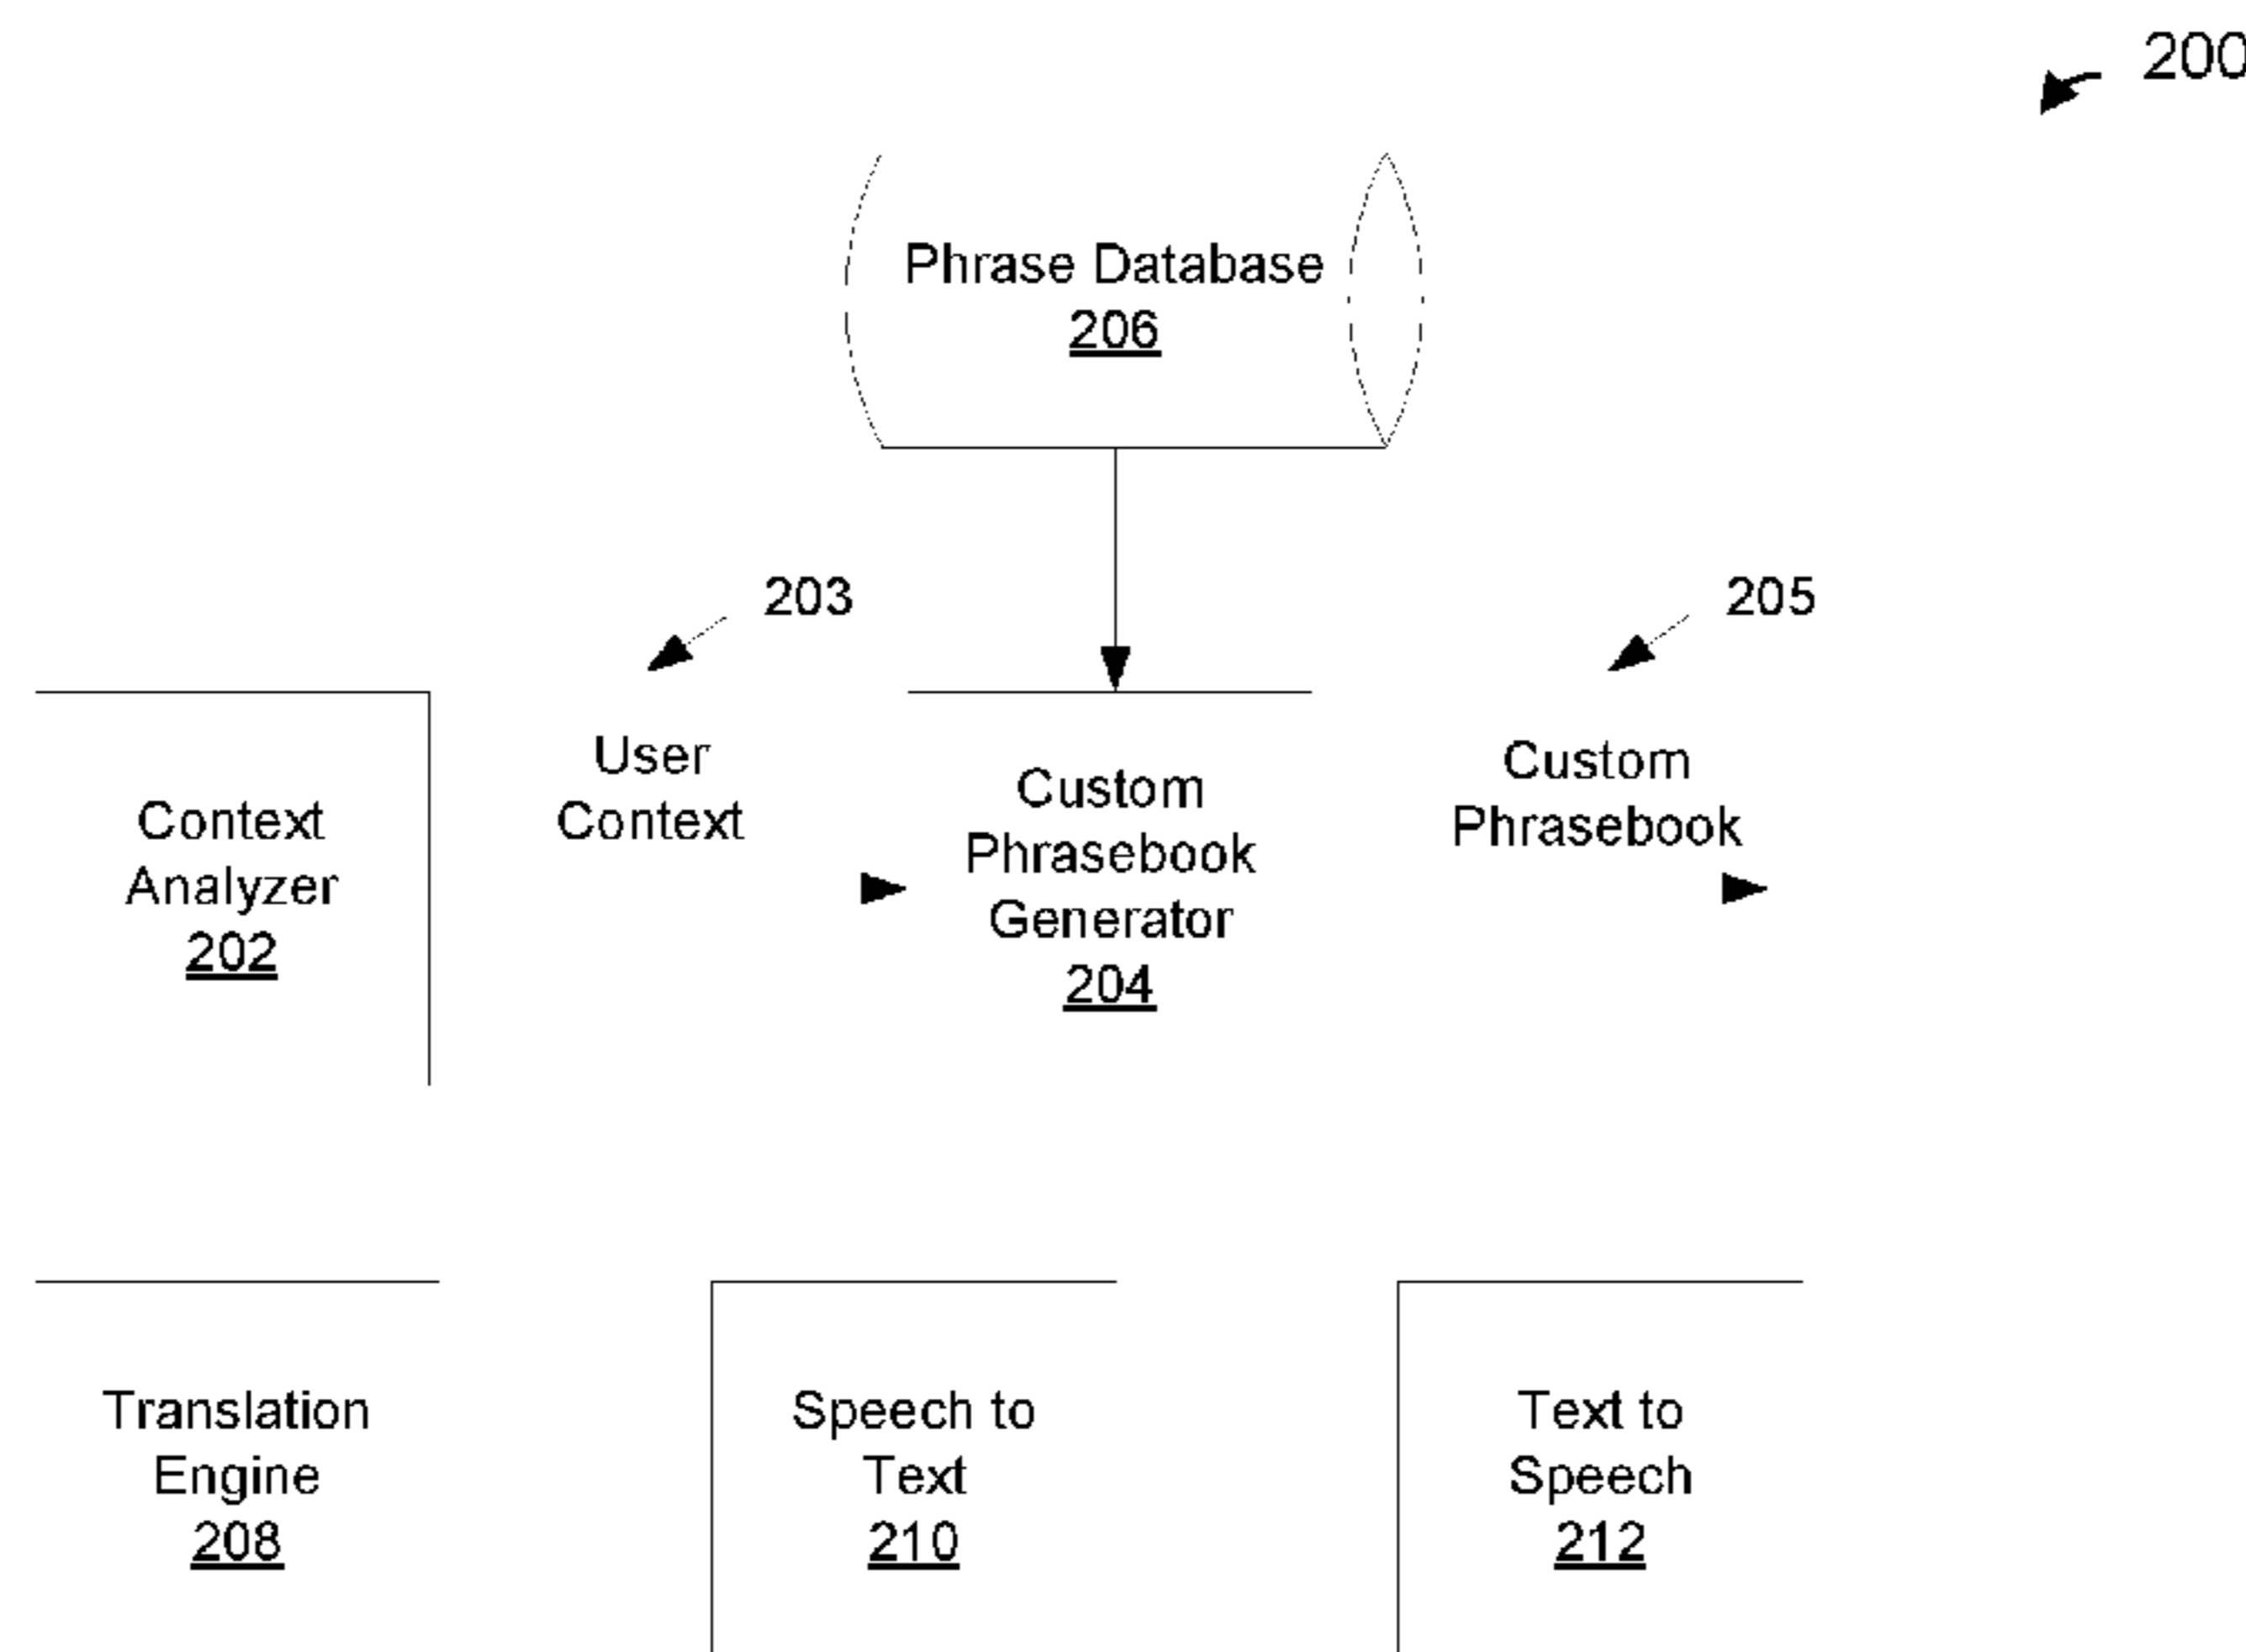 200
Phrase Database
206
203
205
User
Context
Custom
Phrasebook
Context
Analyzer
202
Custom
Phrasebook
Generator
204
Translation
Engine
208
Speech to
Text
210
Text to
Speech
212